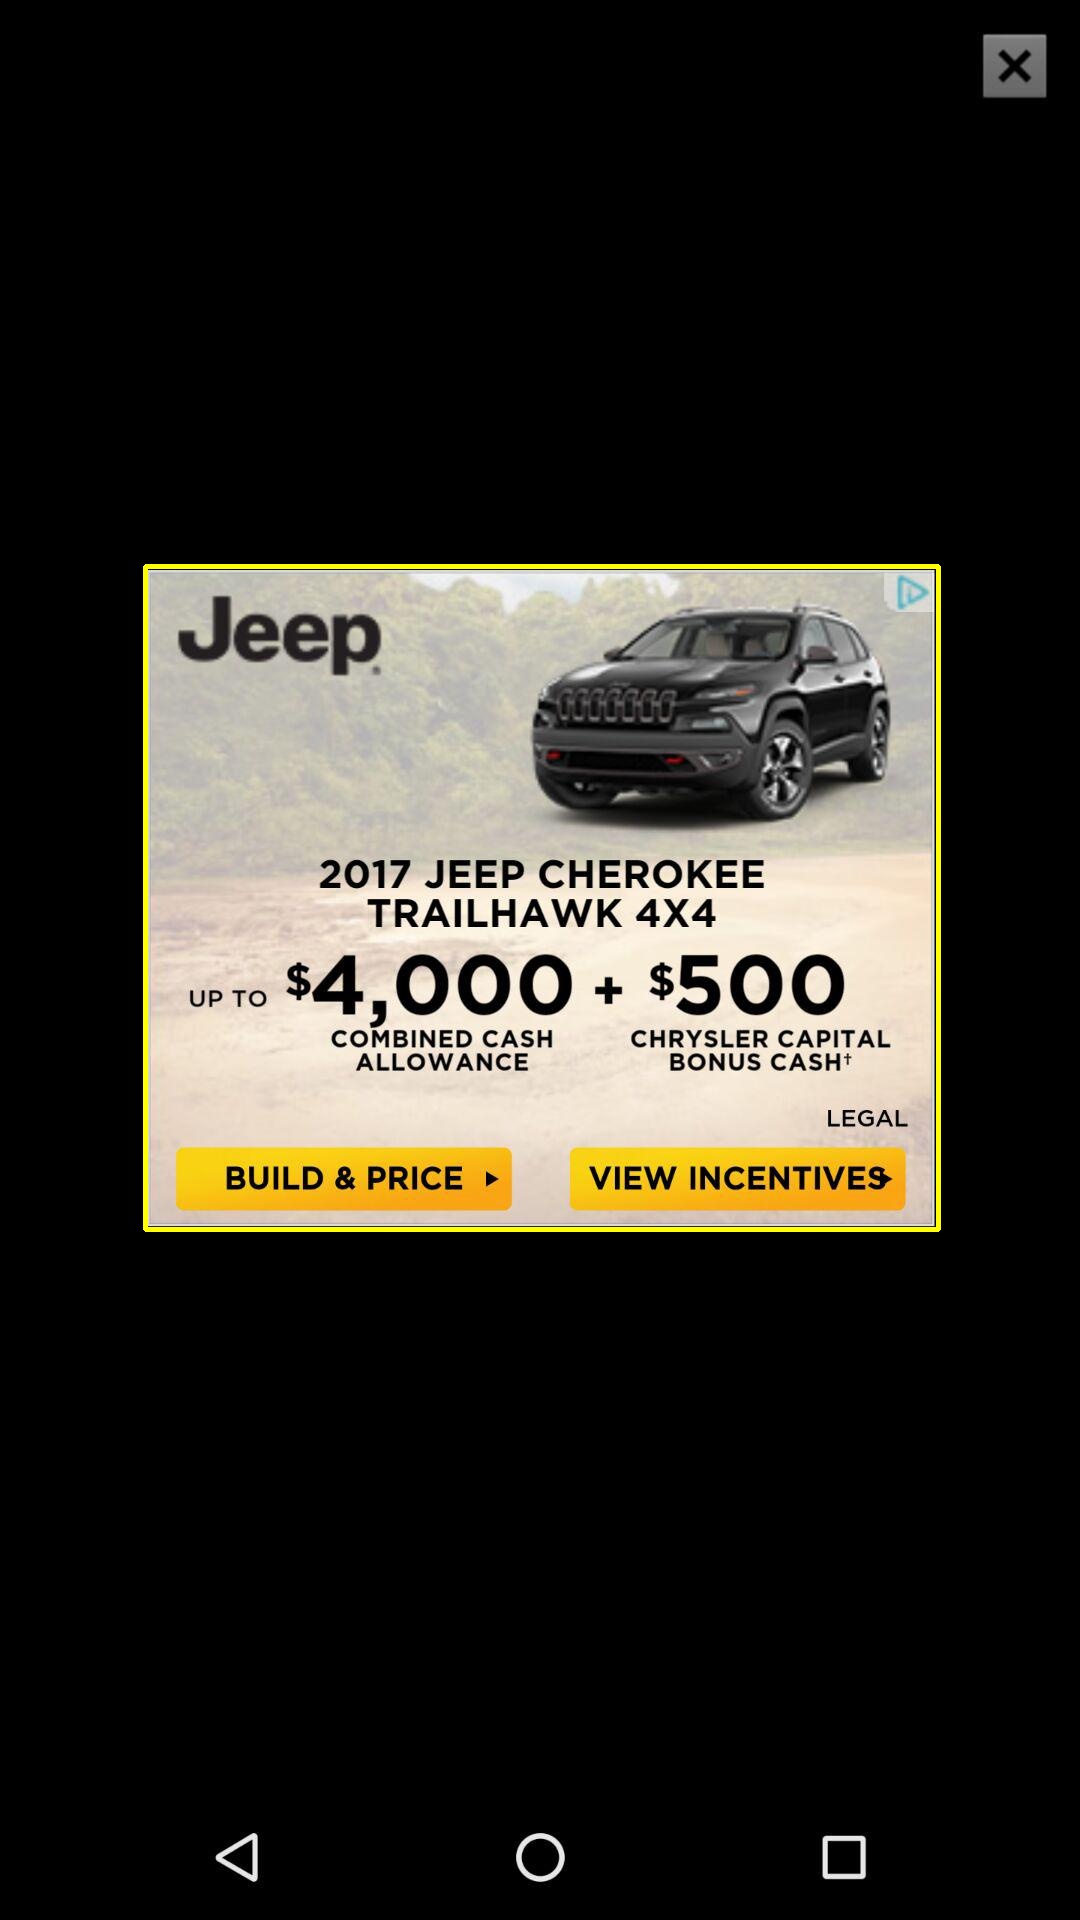 Jeep
2017 JEEP CHEROKEE
TRAILHAWK 4X4
UP TO $4,000 + $500
COMBINED CASH ALLOWANCE
CHRYSLER CAPITAL BONUS CASH†
LEGAL
BUILD & PRICE
VIEW INCENTIVES